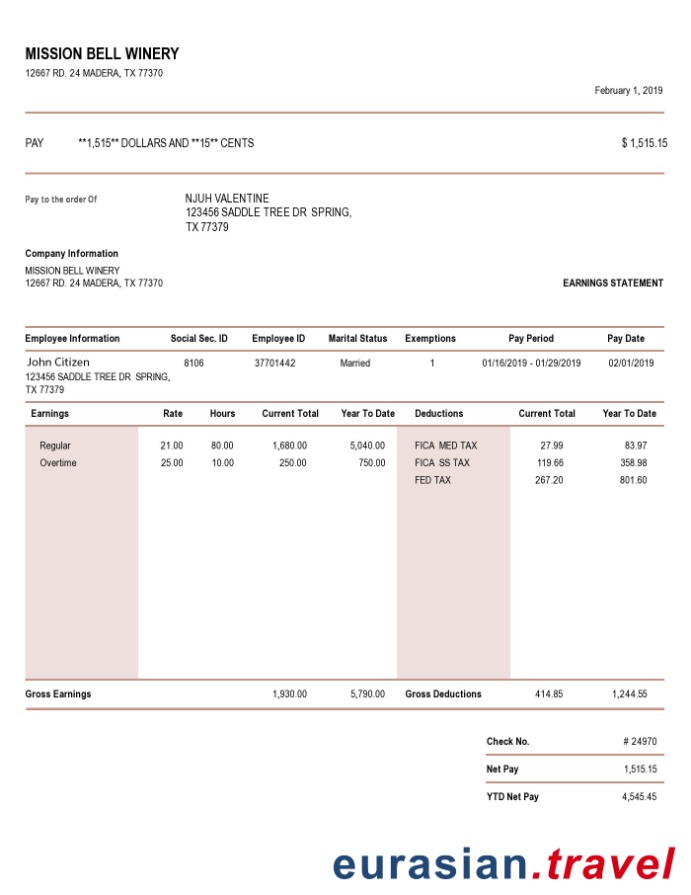 MISSION BELL WINERY
12667 RD. 24 MADERA, TX 77370
February 1, 2019
PAY **1,515** DOLLARS AND **15** CENTS $ 1,515.15
Pay to the order Of NJUH VALENTINE
123456 SADDLE TREE DR SPRING,
TX 77379
Company Information
MISSION BELL WINERY
12667 RD. 24 MADERA, TX 77370 EARNINGS STATEMENT
Employee Information Social Sec. ID Employee ID Marital Status Exemptions Pay Period Pay Date
John Citizen 8106 37701442 Married 1 01/16/2019 - 01/29/2019 02/01/2019
123456 SADDLE TREE DR SPRING,
TX 77379
Earnings Rate Hours Current Total Year To Date Deductions Current Total Year To Date
Regular 21.00 80.00 1,680.00 5,040.00 FICA MED TAX 27.99 83.97
Overtime 25.00 10.00 250.00 750.00 FICA SS TAX 119.66 358.98
FED TAX 267.20 801.60
Gross Earnings 1,930.00 5,790.00 Gross Deductions 414.85 1,244.55
Check No. # 24970
Net Pay 1,515.15
YTD Net Pay 4,545.45
eurasian.travel